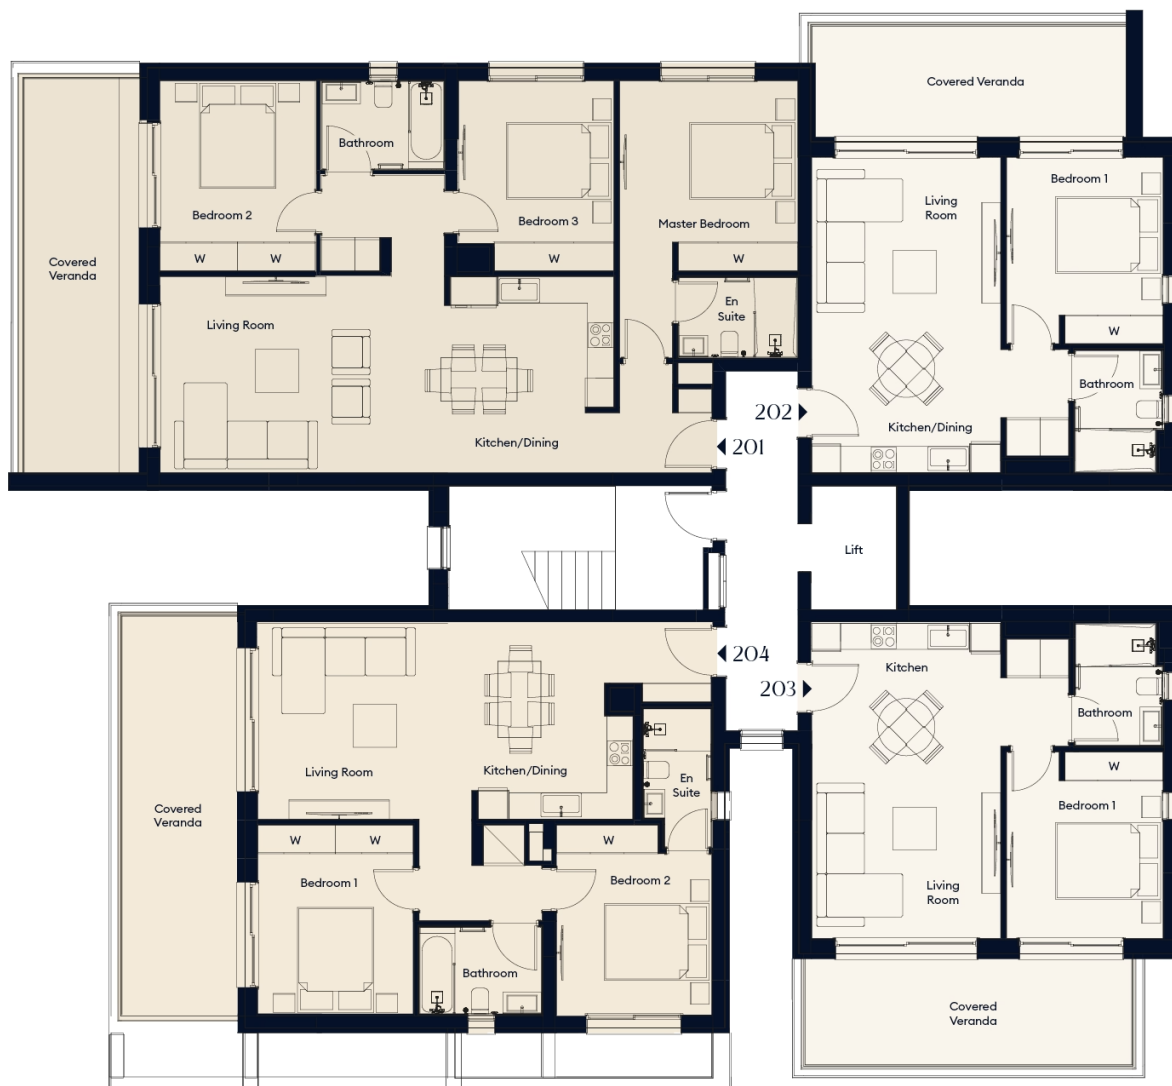 Covered Veranda
Bathroom
Bedroom 1
Living
Room
Bedroom 2
Bedroom 3
Master Bedroom
W
W
W
W
Covered
Veranda
En
Suite
Living Room
W
Bathroom
202
Kitchen/Dining
Kitchen/Dining
201
Lift
204
Kitchen
203
Bathroom
Living Room
Kitchen/Dining
W
En
Suite
Covered
Veranda
Bedroom 1
W
W
W
Bedroom 1
Bedroom 2
Living
Room
Bathroom
Covered
Veranda